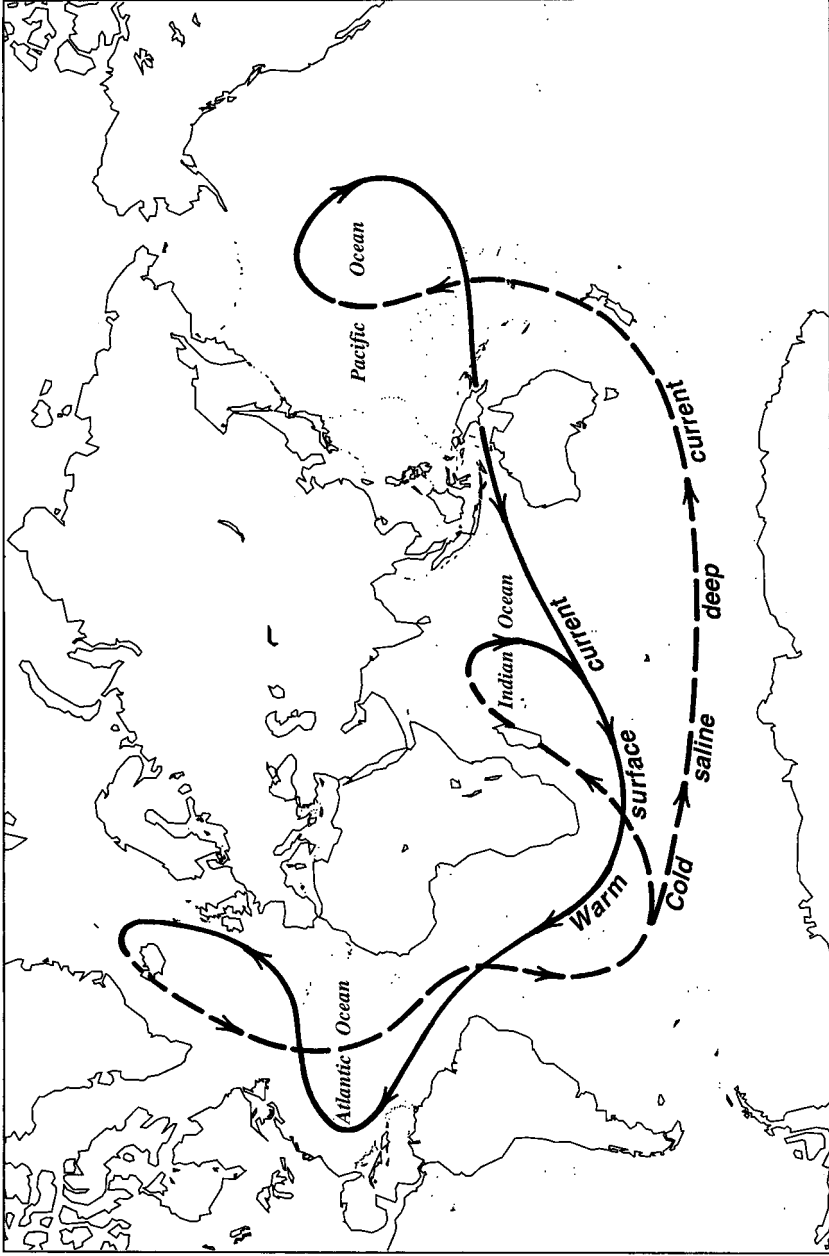 Atlantic Ocean
Indian Ocean
Pacific Ocean
Warm surface current
Cold saline deep current